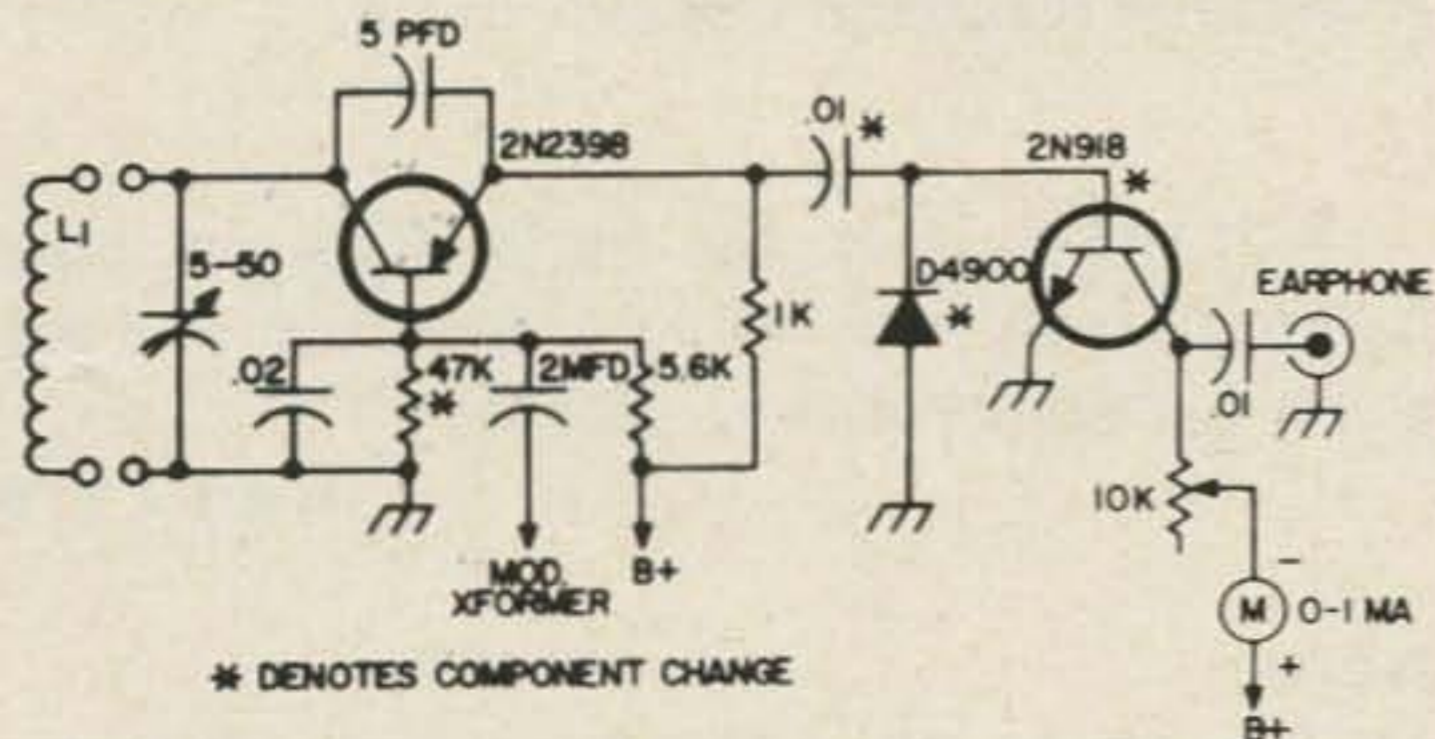 5 PFD
2N2398
.01 *
2N918
*
L1
5-50
D4900
*
EARPHONE
1K
.02
47K
*
2MFD
5.6K
.01
10K
MOD.
XFORMER
B+
-
M
0-1 MA
+
B+
* DENOTES COMPONENT CHANGE